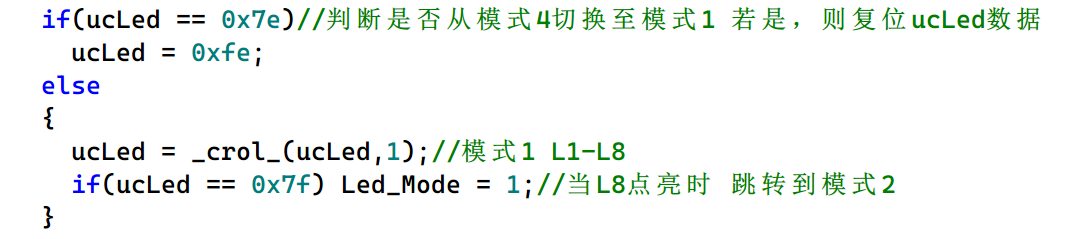 if(ucLed == 0x7e)//判断是否从模式4切换至模式1 若是，则复位ucLed数据
ucLed = 0xfe;
else
{
ucLed = _crol_(ucLed,1);//模式1 L1-L8
if(ucLed == 0x7f) Led_Mode = 1;//当L8点亮时 跳转到模式2
}